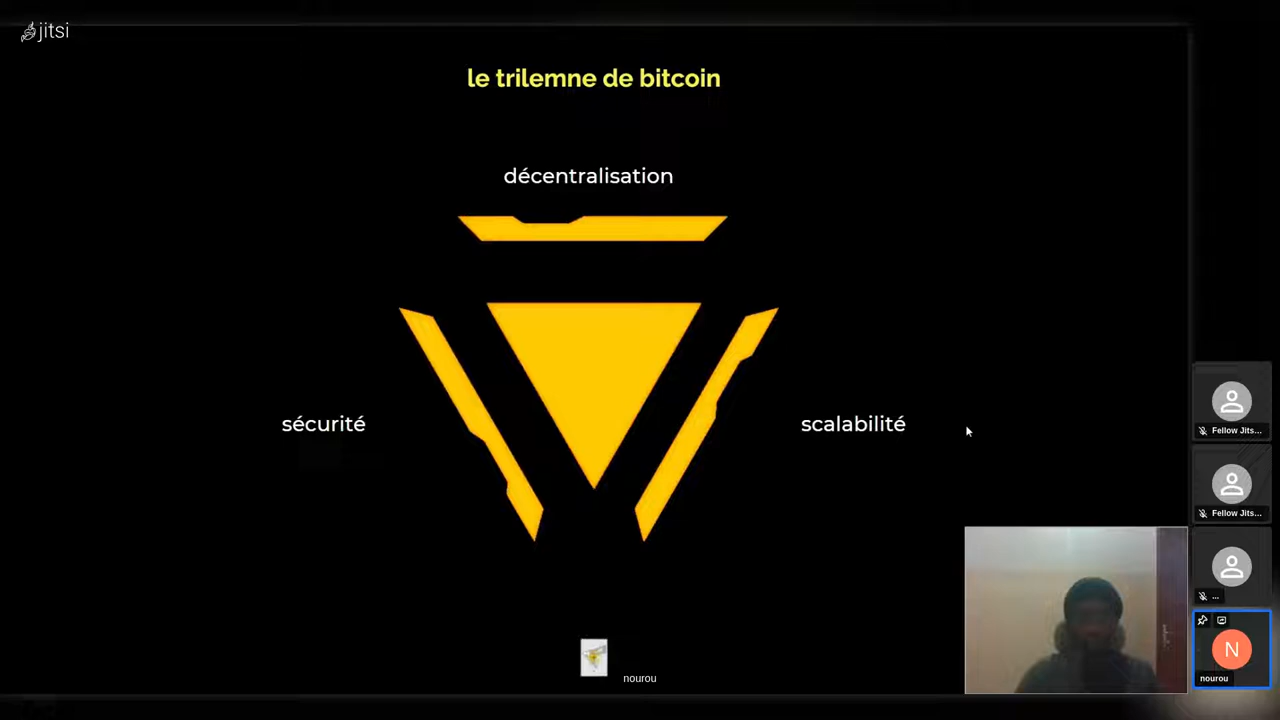 jitsi
le trilemne de bitcoin
décentralisation
sécurité
scalabilité
Fellow Jits...
Fellow Jits...
...
N
nourou
nourou